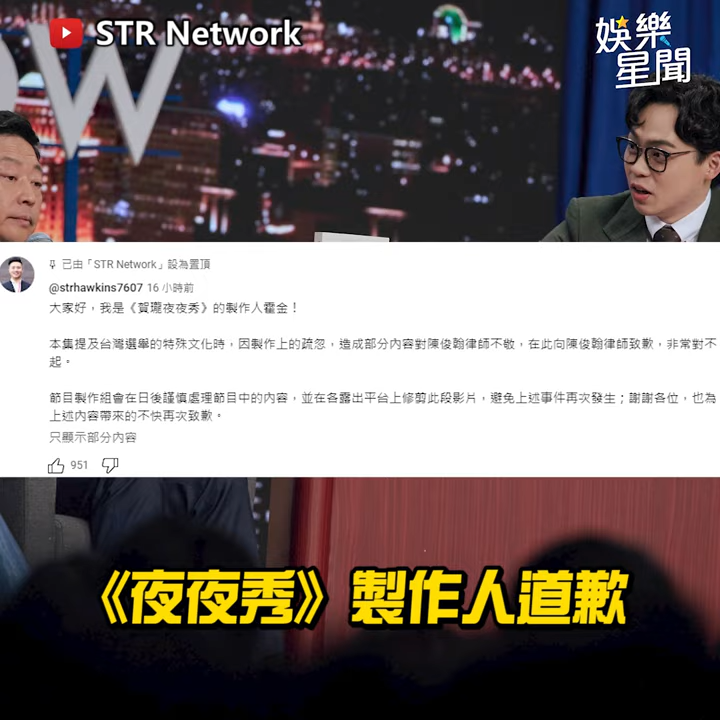 STR Network
娛樂
星聞
OW
已由「STR Network」設為置頂
@strhawkins7607 16 小時前
大家好，我是《賀瓏夜夜秀》的製作人霍金！
本集提及台灣選舉的特殊文化時，因製作上的疏忽，造成部分內容對陳俊翰律師不敬，在此向陳俊翰律師致歉，非常對不
起。
節目製作組會在日後謹慎處理節目中的內容，並在各露出平台上修剪此段影片，避免上述事件再次發生；謝謝各位，也為
上述內容帶來的不快再次致歉。
只顯示部分內容
951
《夜夜秀》製作人道歉